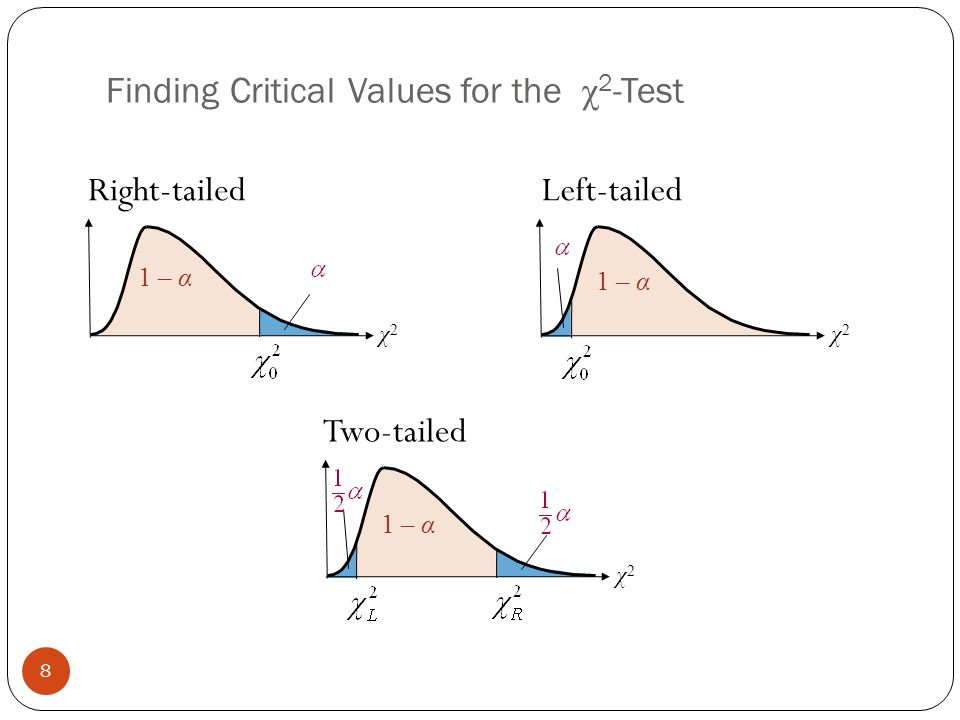 Finding Critical Values for the χ²-Test
Right-tailed
1 – α
α
χ²
χ₀²
Left-tailed
α
1 – α
χ²
χ₀²
Two-tailed
½α
1 – α
½α
χ²
χ_L²
χ_R²
8